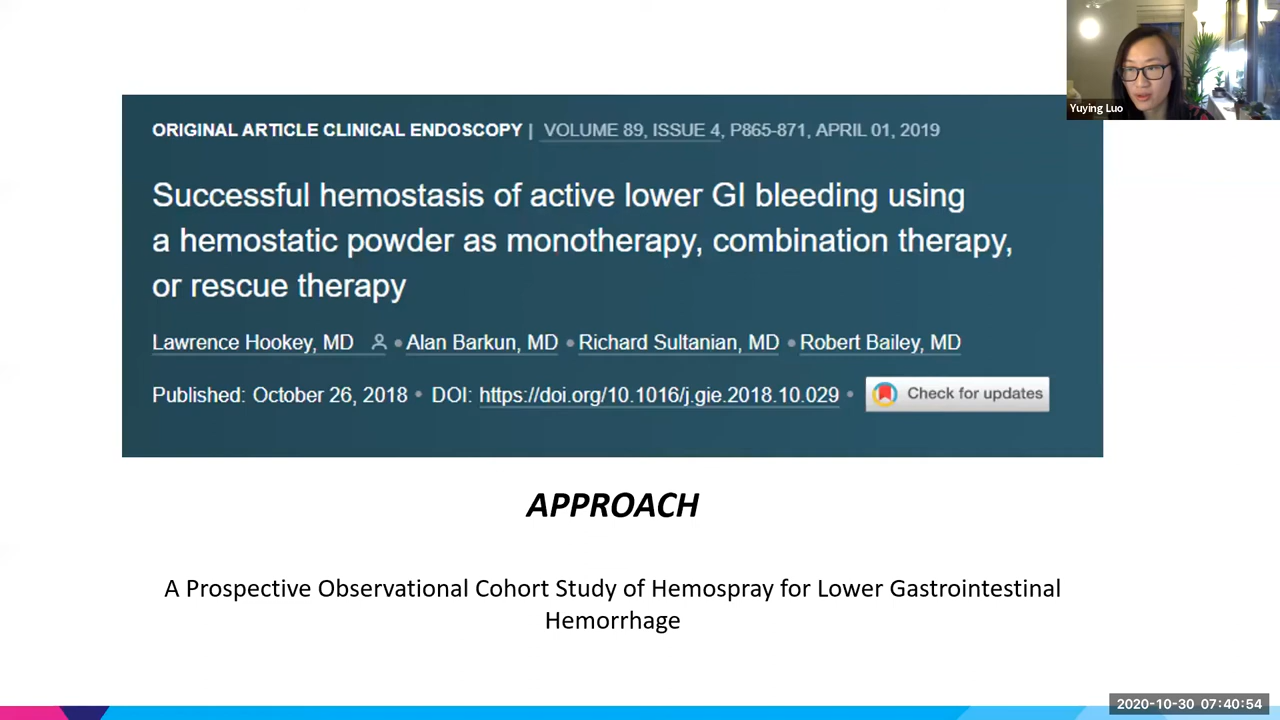 Yuying Luo
ORIGINAL ARTICLE CLINICAL ENDOSCOPY | VOLUME 89, ISSUE 4, P865-871, APRIL 01, 2019
Successful hemostasis of active lower GI bleeding using
a hemostatic powder as monotherapy, combination therapy,
or rescue therapy
Lawrence Hookey, MD • Alan Barkun, MD • Richard Sultanian, MD • Robert Bailey, MD
Published: October 26, 2018 • DOI: https://doi.org/10.1016/j.gie.2018.10.029 • Check for updates
APPROACH
A Prospective Observational Cohort Study of Hemospray for Lower Gastrointestinal
Hemorrhage
2020-10-30 07:40:54